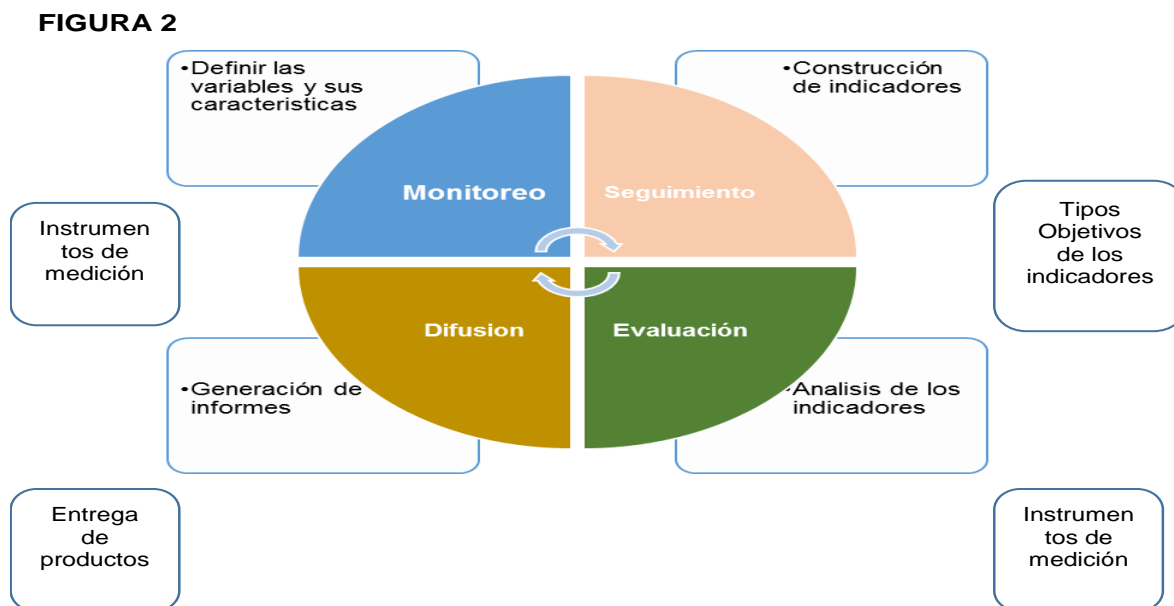 FIGURA 2
•Definir las
variables y sus
caracteristicas
•Construcción
de indicadores
Monitoreo
Seguimiento
Instrumen
tos de
medición
Tipos
Objetivos
de los
indicadores
Difusion
Evaluación
•Generación de
informes
•Analisis de los
indicadores
Entrega
de
productos
Instrumen
tos de
medición